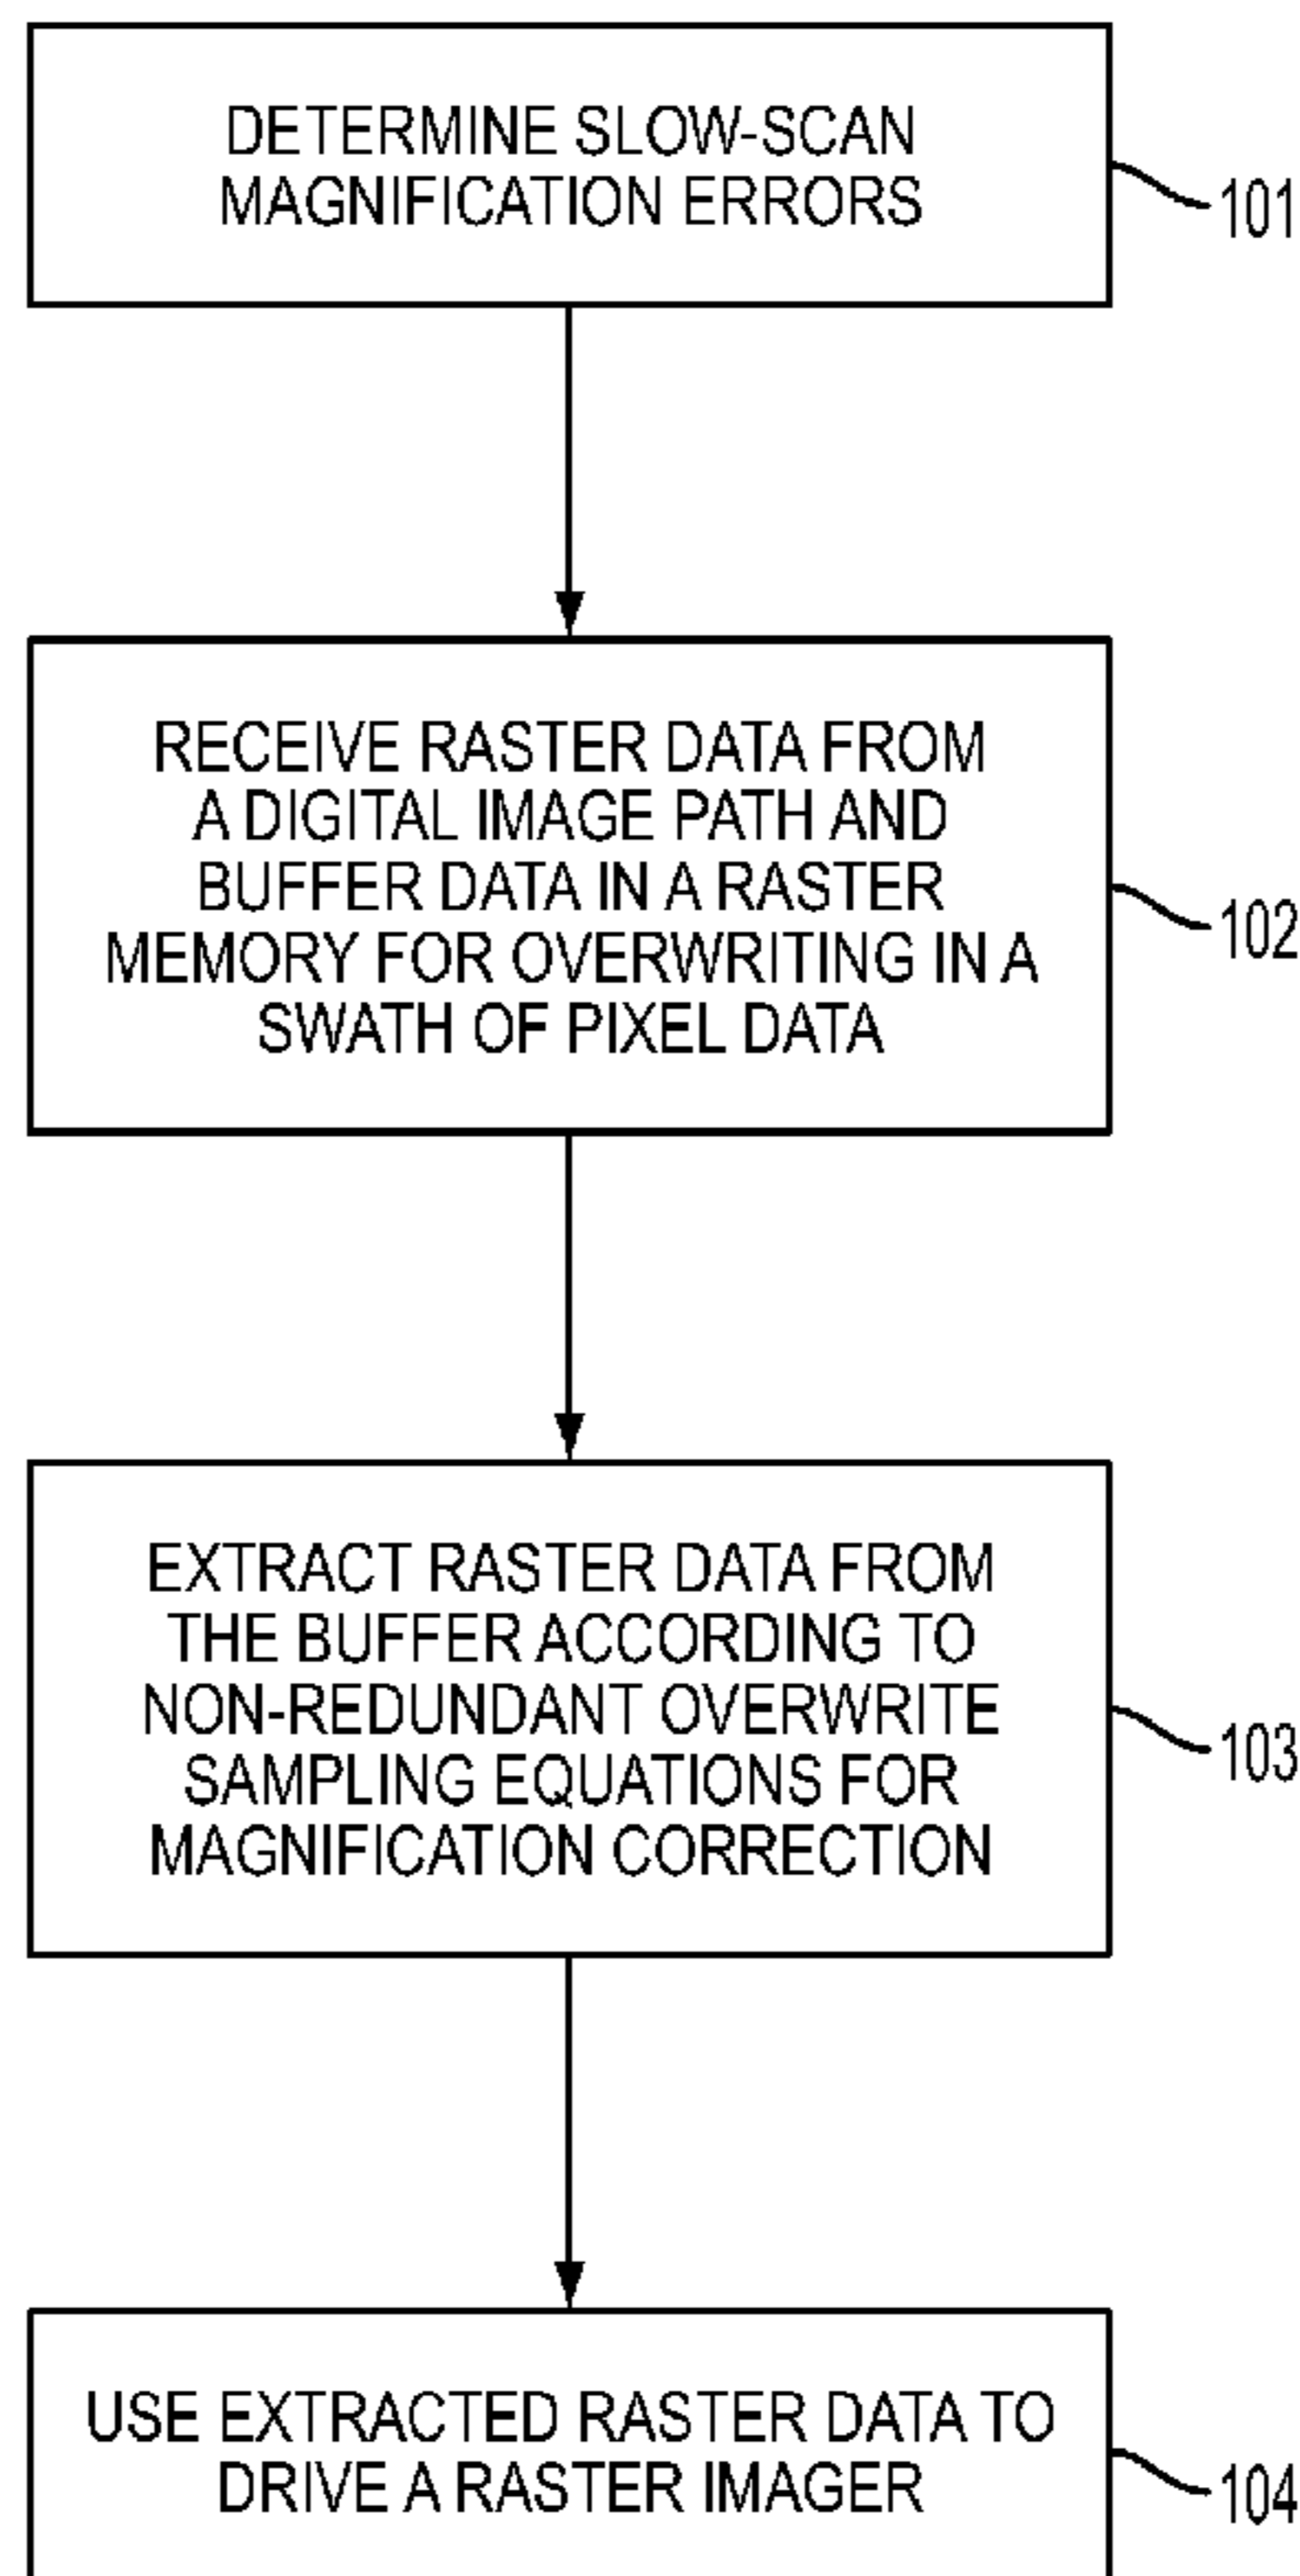 DETERMINE SLOW-SCAN
MAGNIFICATION ERRORS
101
RECEIVE RASTER DATA FROM
A DIGITAL IMAGE PATH AND
BUFFER DATA IN A RASTER
MEMORY FOR OVERWRITING IN A
SWATH OF PIXEL DATA
102
EXTRACT RASTER DATA FROM
THE BUFFER ACCORDING TO
NON-REDUNDANT OVERWRITE
SAMPLING EQUATIONS FOR
MAGNIFICATION CORRECTION
103
USE EXTRACTED RASTER DATA TO
DRIVE A RASTER IMAGER
104